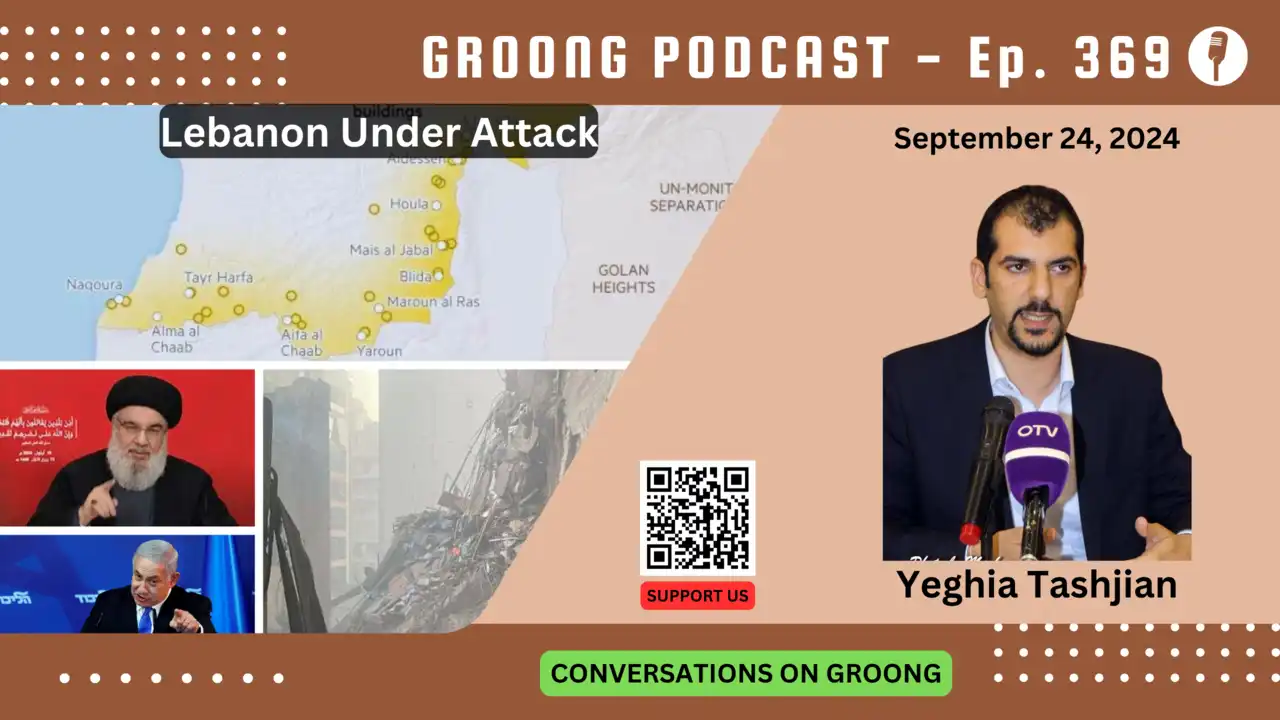 GROONG PODCAST - Ep. 369
Lebanon Under Attack
September 24, 2024
buildings
Houla
UN-MONIT
SEPARATIO
Mais al Jabal
Blida
GOLAN
HEIGHTS
Naqoura
Tayr Harfa
Maroun al Ras
Alma al
Chaab
Aita al
Chaab
Yaroun
OTV
SUPPORT US
Yeghia Tashjian
CONVERSATIONS ON GROONG